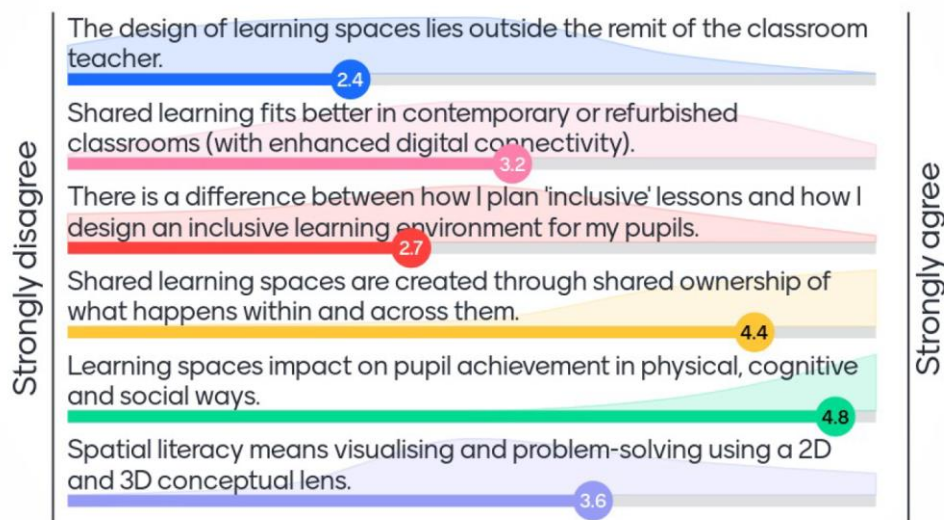 Strongly disagree
The design of learning spaces lies outside the remit of the classroom
teacher.
2.4
Shared learning fits better in contemporary or refurbished
classrooms (with enhanced digital connectivity).
3.2
There is a difference between how I plan 'inclusive' lessons and how I
design an inclusive learning environment for my pupils.
2.7
Shared learning spaces are created through shared ownership of
what happens within and across them.
4.4
Learning spaces impact on pupil achievement in physical, cognitive
and social ways.
4.8
Spatial literacy means visualising and problem-solving using a 2D
and 3D conceptual lens.
3.6
Strongly agree